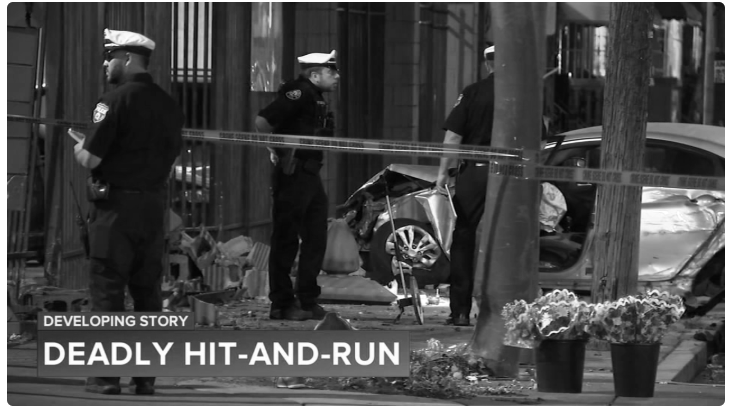 DEVELOPING STORY
DEADLY HIT-AND-RUN